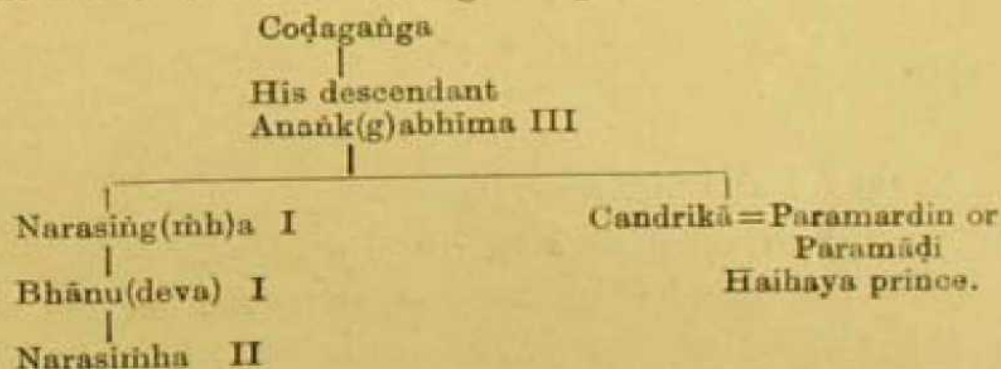 Coḍagaṅga
His descendant
Anaṅk(g)abhīma III
Narasiṅg(ṁh)a I
Candrikā=Paramardin or
Paramāḍi
Haihaya prince.
Bhānu(deva) I
Narasiṁha II